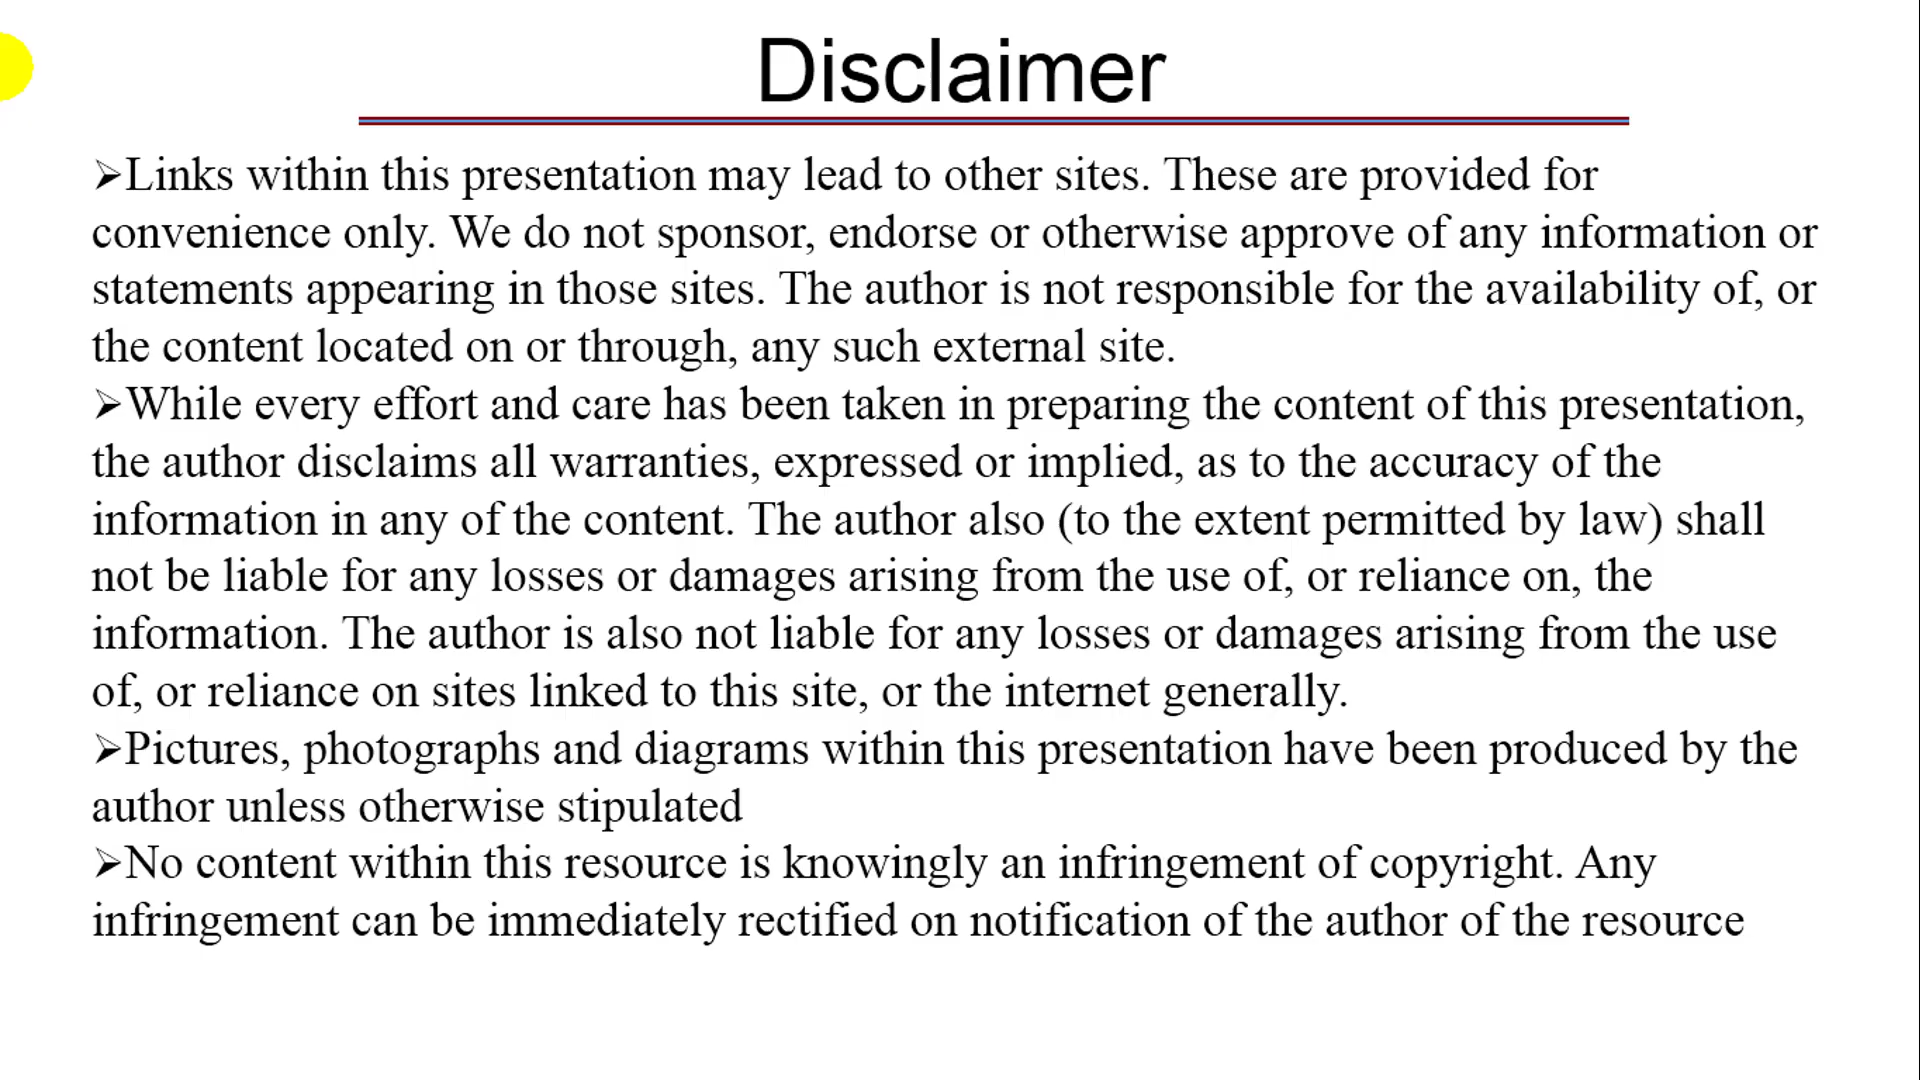 Disclaimer
➢Links within this presentation may lead to other sites. These are provided for
convenience only. We do not sponsor, endorse or otherwise approve of any information or
statements appearing in those sites. The author is not responsible for the availability of, or
the content located on or through, any such external site.
➢While every effort and care has been taken in preparing the content of this presentation,
the author disclaims all warranties, expressed or implied, as to the accuracy of the
information in any of the content. The author also (to the extent permitted by law) shall
not be liable for any losses or damages arising from the use of, or reliance on, the
information. The author is also not liable for any losses or damages arising from the use
of, or reliance on sites linked to this site, or the internet generally.
➢Pictures, photographs and diagrams within this presentation have been produced by the
author unless otherwise stipulated
➢No content within this resource is knowingly an infringement of copyright. Any
infringement can be immediately rectified on notification of the author of the resource